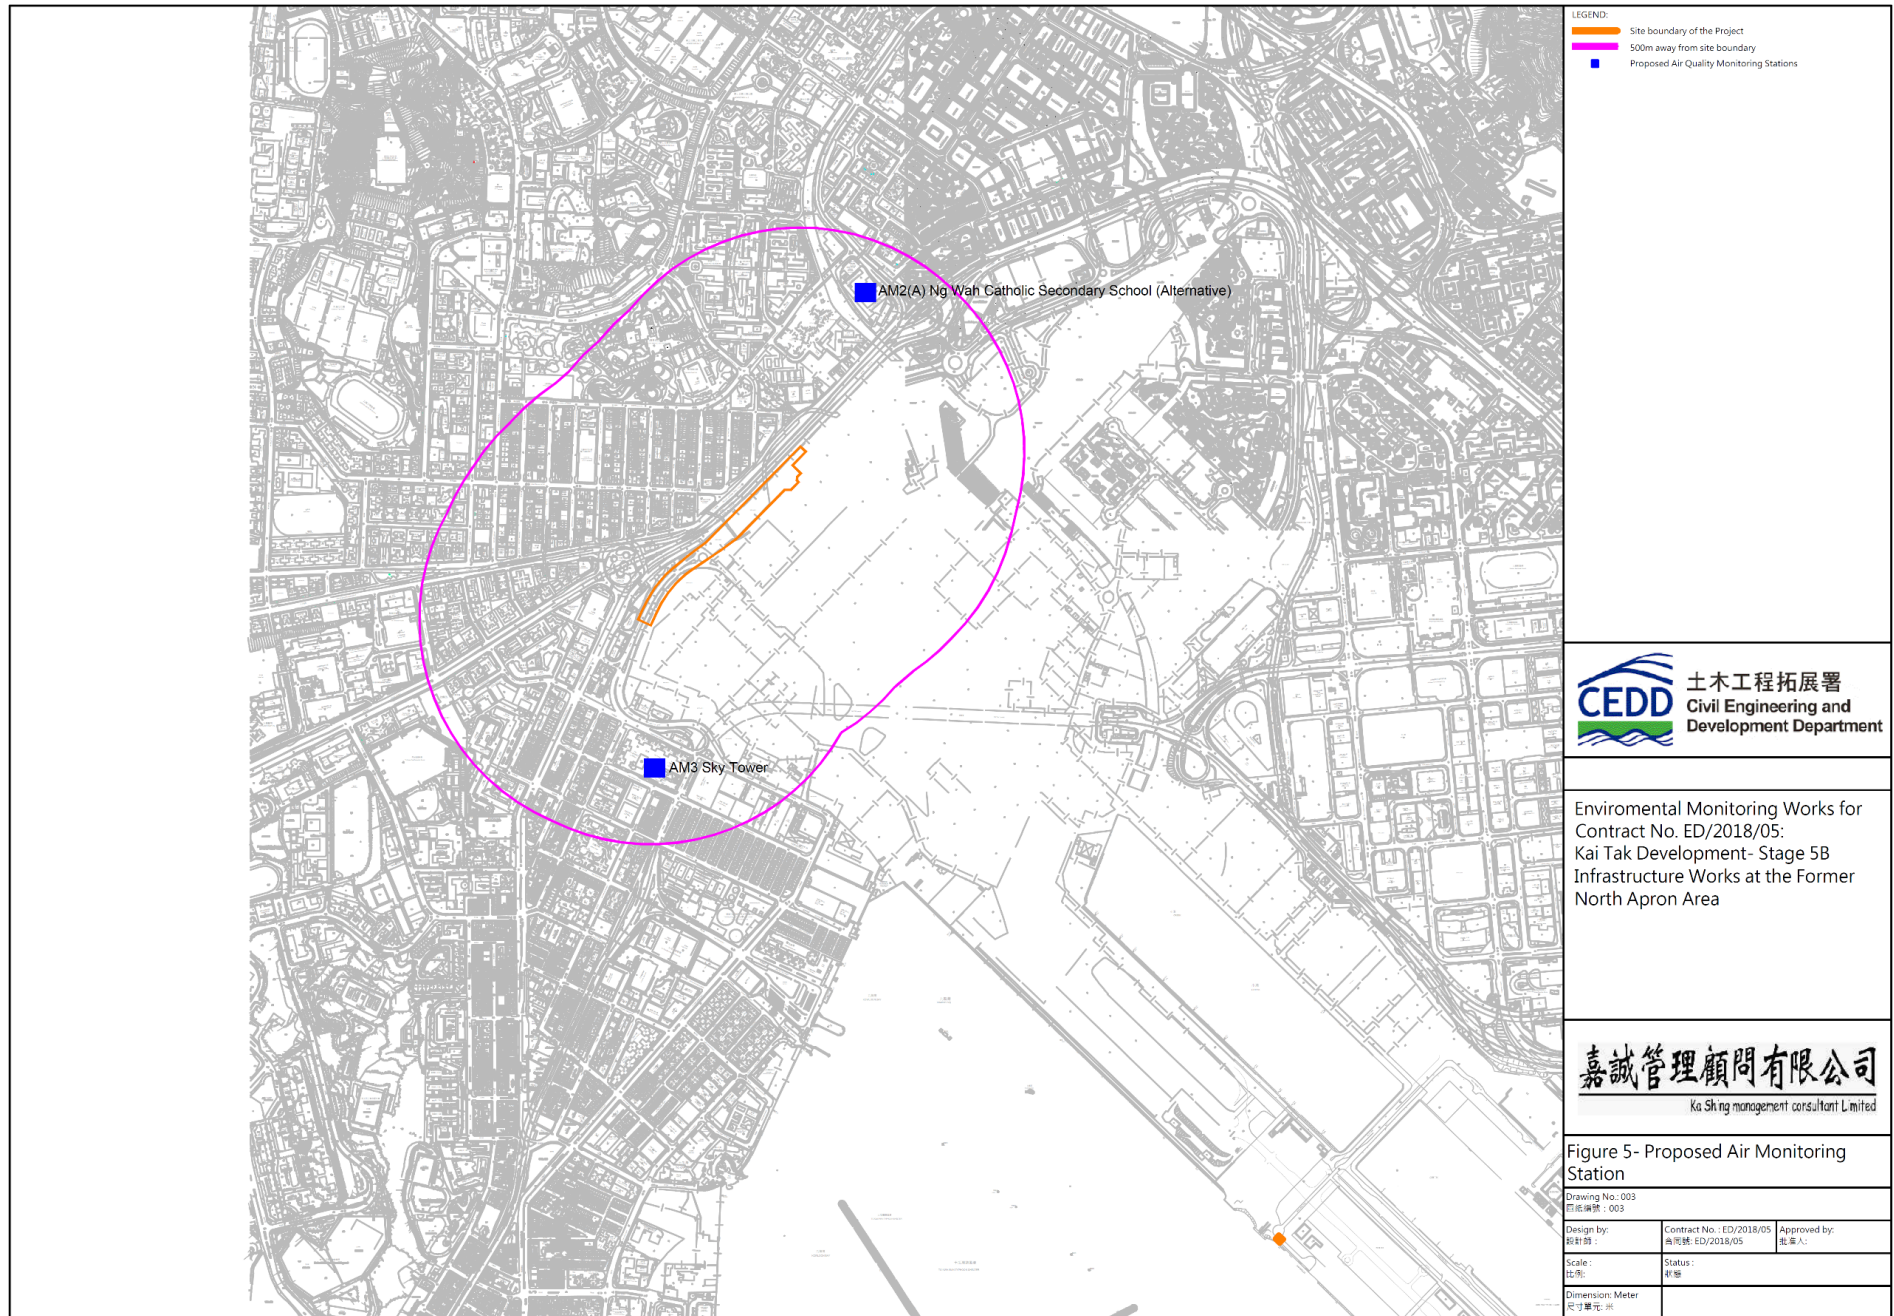 LEGEND:
Site boundary of the Project
500m away from site boundary
Proposed Air Quality Monitoring Stations
AM2(A) Ng Wah Catholic Secondary School (Alternative)
AM3 Sky Tower
CEDD
土木工程拓展署
Civil Engineering and
Development Department
Enviromental Monitoring Works for
Contract No. ED/2018/05:
Kai Tak Development- Stage 5B
Infrastructure Works at the Former
North Apron Area
嘉誠管理顧問有限公司
Ka Shing management consultant Limited
Figure 5- Proposed Air Monitoring
Station
Drawing No.: 003
圖紙編號：003
Design by:
設計師：
Contract No.: ED/2018/05
合同號: ED/2018/05
Approved by:
批准人:
Scale :
比例:
Status :
狀態
Dimension: Meter
尺寸單元: 米